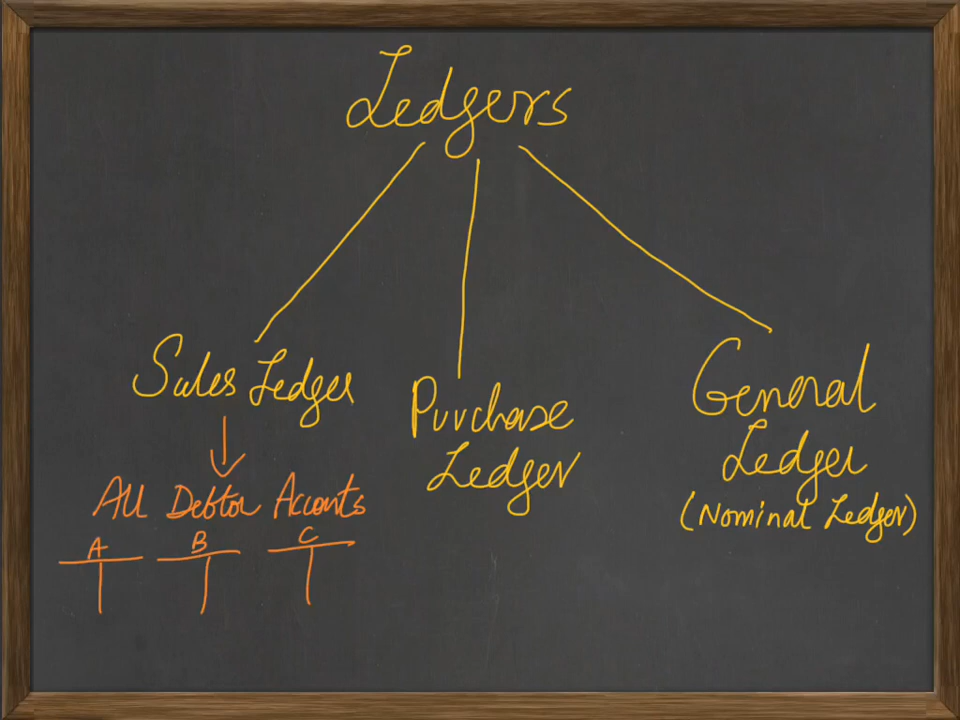 Ledgers
Sales Ledger
Purchase
Ledger
General
Ledger
(Nominal Ledger)
All Debtor Accounts
A B C